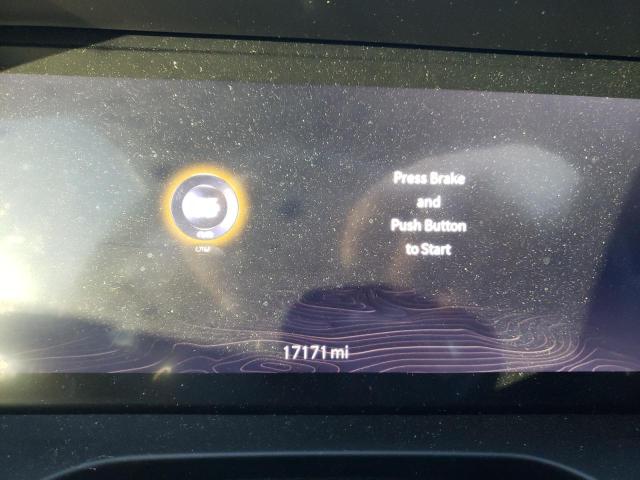 Press Brake
and
Push Button
to Start
17171 mi